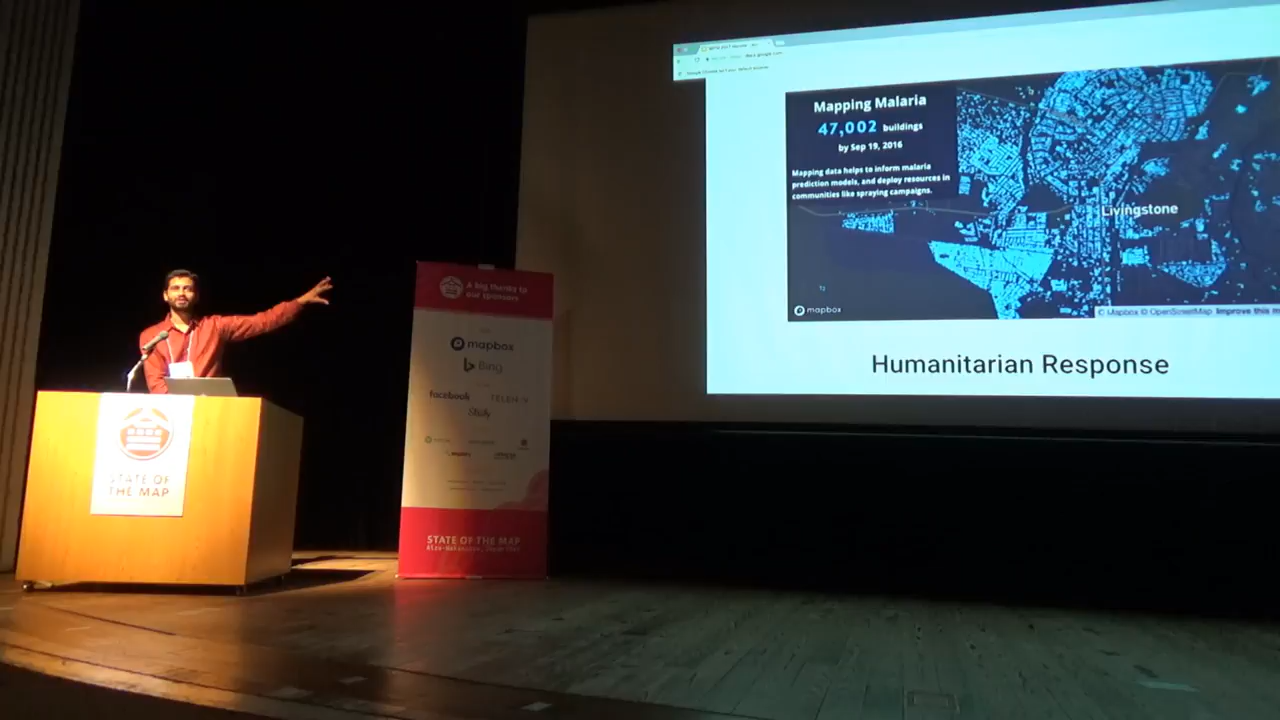 Mapping Malaria
47,002 buildings
by Sep 19, 2016
Mapping data helps to inform malaria
prediction models, and deploy resources in
communities like spraying campaigns.
Livingstone
mapbox
© Mapbox © OpenStreetMap Improve this
Humanitarian Response
A big thanks to
our sponsors
mapbox
Bing
facebook
STATE OF THE MAP
STATE OF
THE MAP